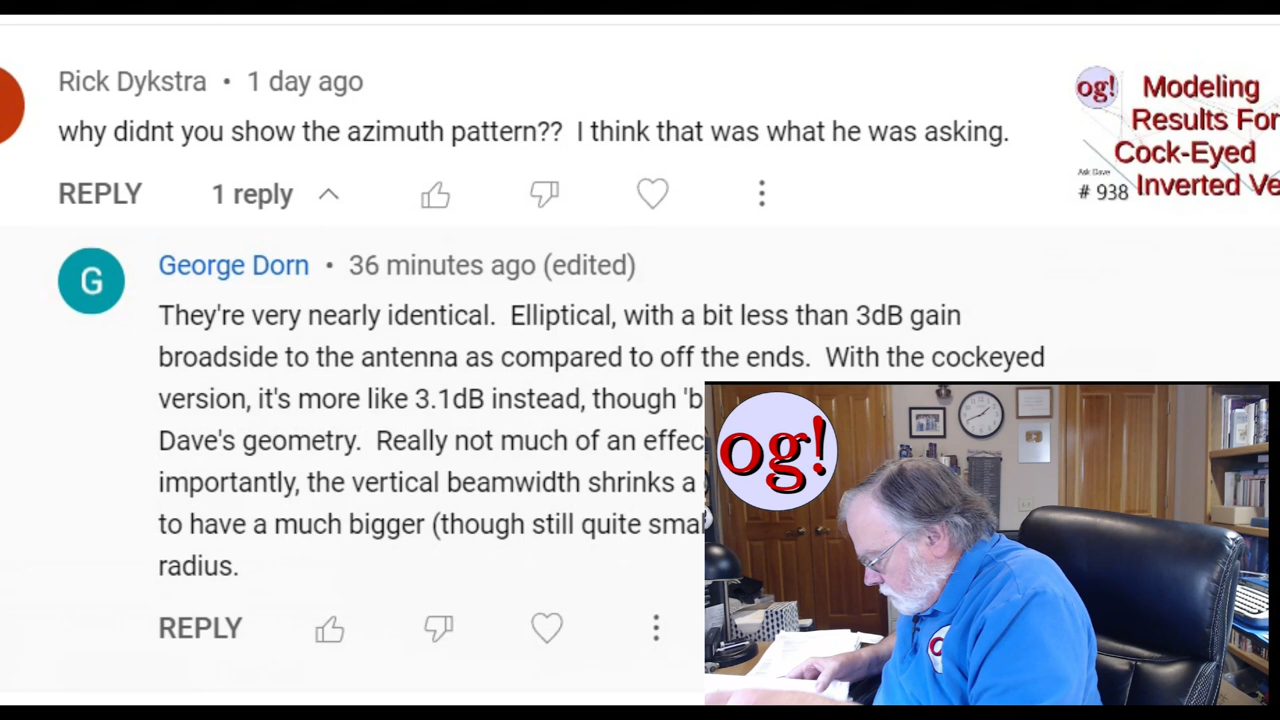 Rick Dykstra • 1 day ago
why didnt you show the azimuth pattern?? I think that was what he was asking.
REPLY 1 reply
og!
Modeling
Results For
Cock-Eyed
Inverted Ve
Ask Dave
# 938
G
George Dorn • 36 minutes ago (edited)
They're very nearly identical. Elliptical, with a bit less than 3dB gain
broadside to the antenna as compared to off the ends. With the cockeyed
version, it's more like 3.1dB instead, though 'b
Dave's geometry. Really not much of an effec
importantly, the vertical beamwidth shrinks a
to have a much bigger (though still quite smal
radius.
REPLY
og!